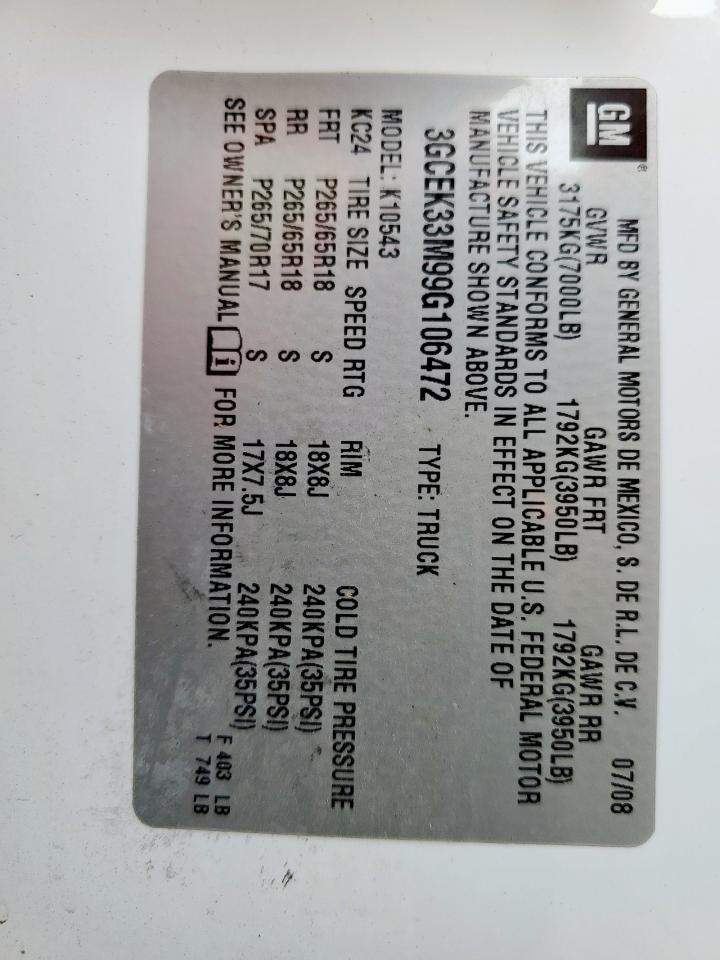 GM®
MFD BY GENERAL MOTORS DE MEXICO, S. DE R.L. DE C.V. 07/08
GVWR GAWR FRT GAWR RR
3175KG(7000LB) 1792KG(3950LB) 1792KG(3950LB)
THIS VEHICLE CONFORMS TO ALL APPLICABLE U.S. FEDERAL MOTOR
VEHICLE SAFETY STANDARDS IN EFFECT ON THE DATE OF
MANUFACTURE SHOWN ABOVE.
3GCEK33M99G106472 TYPE: TRUCK
MODEL: K10543
KC24 TIRE SIZE SPEED RTG RIM COLD TIRE PRESSURE
FRT P265/65R18 S 18X8J 240KPA(35PSI)
RR P265/65R18 S 18X8J 240KPA(35PSI)
SPA P265/70R17 S 17X7.5J 240KPA(35PSI)
SEE OWNER'S MANUAL i FOR MORE INFORMATION.
F 403 LB
T 749 LB